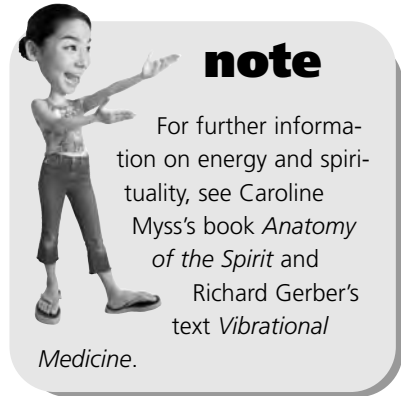 note
For further informa-
tion on energy and spiri-
tuality, see Caroline
Myss's book Anatomy
of the Spirit and
Richard Gerber's
text Vibrational
Medicine.